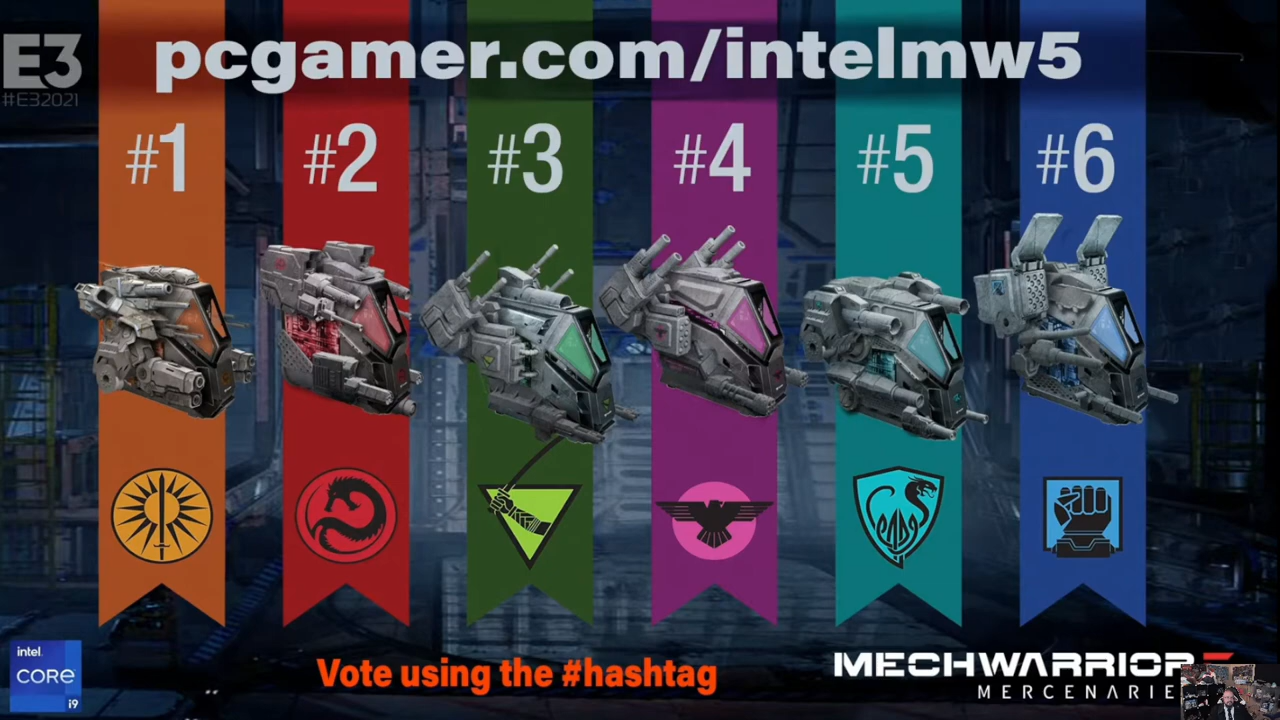 pcgamer.com/intelmw5
E3
#E32021
#1 #2 #3 #4 #5 #6
intel
CORE
i9
Vote using the #hashtag
MECHWARRIOR 5
MERCENARIE